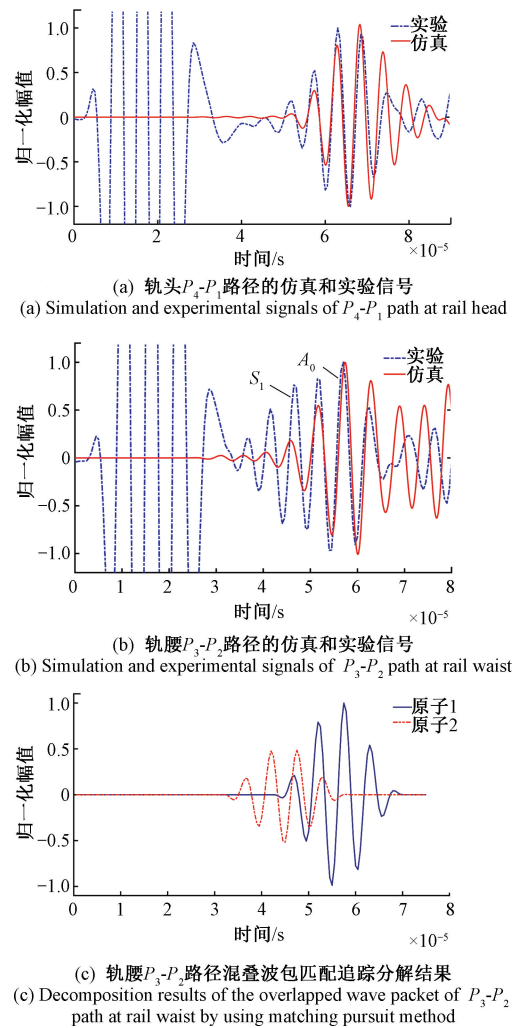 实验
仿真
1.0
0.5
0
−0.5
−1.0
归一化幅值
0 2 4 6 8
×10⁻⁵
时间/s
(a) 轨头P₄-P₁路径的仿真和实验信号
(a) Simulation and experimental signals of P₄-P₁ path at rail head
实验
仿真
S₁
A₀
1.0
0.5
0
−0.5
−1.0
归一化幅值
0 1 2 3 4 5 6 7 8
×10⁻⁵
时间/s
(b) 轨腰P₃-P₂路径的仿真和实验信号
(b) Simulation and experimental signals of P₃-P₂ path at rail waist
原子1
原子2
1.0
0.5
0
−0.5
−1.0
归一化幅值
0 1 2 3 4 5 6 7 8
×10⁻⁵
时间/s
(c) 轨腰P₃-P₂路径混叠波包匹配追踪分解结果
(c) Decomposition results of the overlapped wave packet of P₃-P₂
path at rail waist by using matching pursuit method